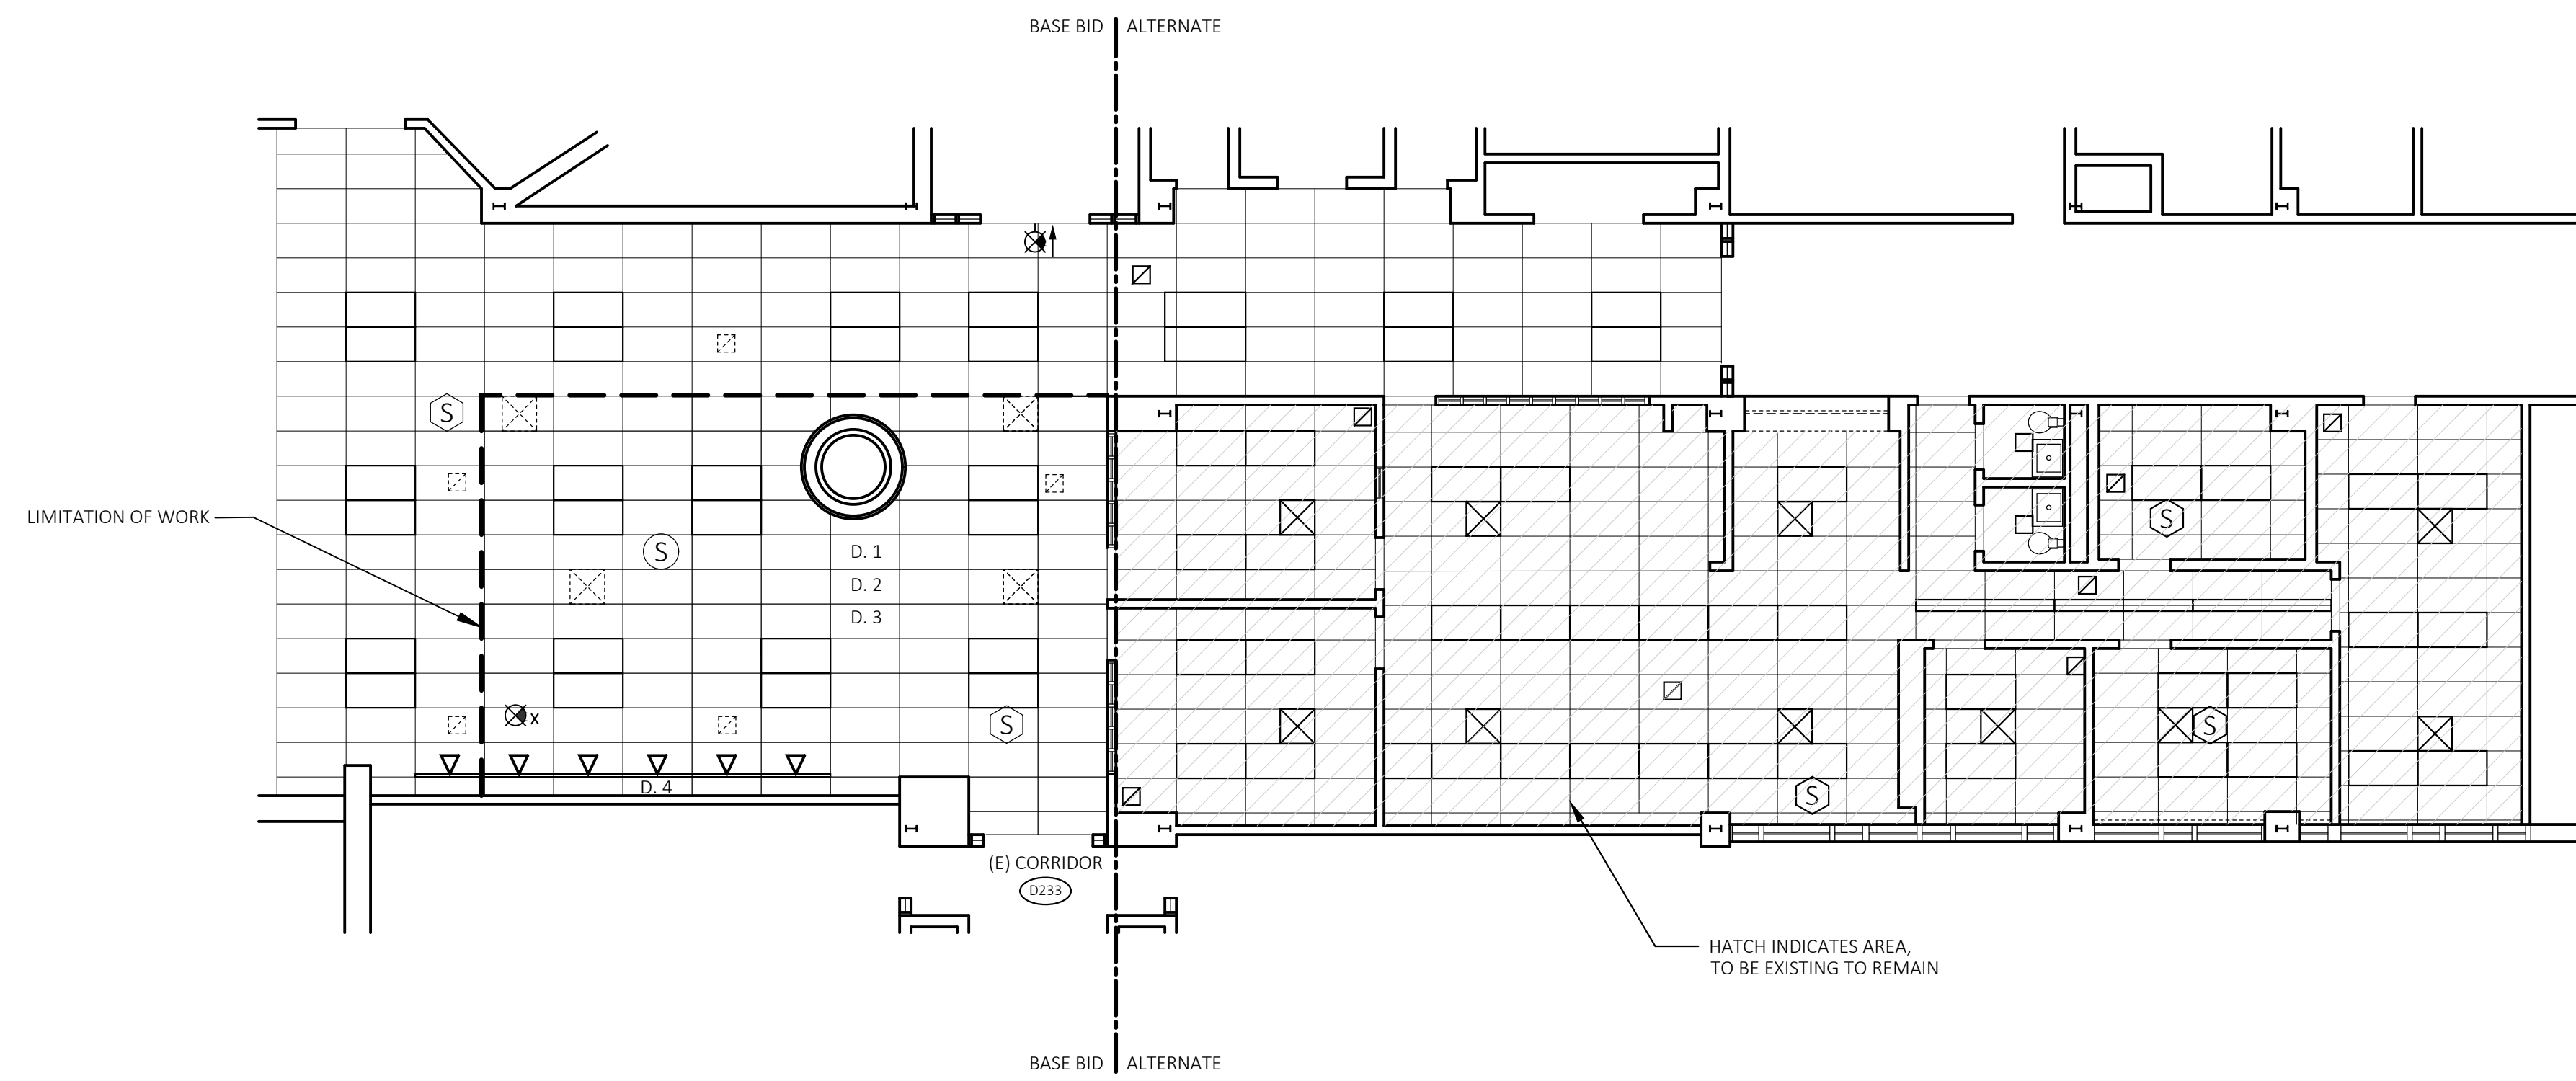 BASE BID ALTERNATE
S
LIMITATION OF WORK
S
D. 1
D. 2
D. 3
S
S
x
S
S
D. 4
S
(E) CORRIDOR
D233
HATCH INDICATES AREA,
TO BE EXISTING TO REMAIN
BASE BID ALTERNATE